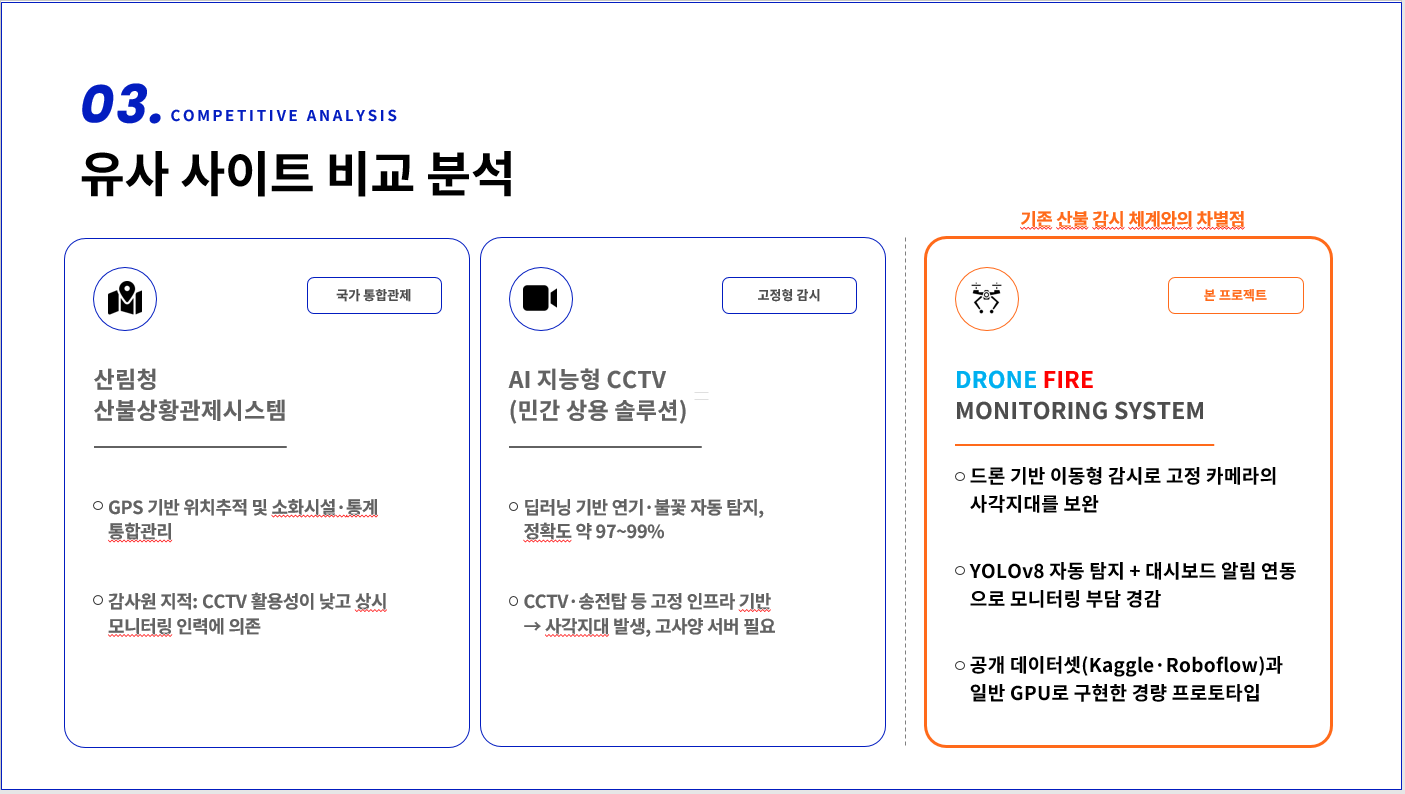 03. COMPETITIVE ANALYSIS
유사 사이트 비교 분석
기존 산불 감시 체계와의 차별점
국가 통합관제
산림청
산불상황관제시스템
GPS 기반 위치추적 및 소화시설·통계
통합관리
감사원 지적: CCTV 활용성이 낮고 상시
모니터링 인력에 의존
고정형 감시
AI 지능형 CCTV
(민간 상용 솔루션)
딥러닝 기반 연기·불꽃 자동 탐지,
정확도 약 97~99%
CCTV·송전탑 등 고정 인프라 기반
→ 사각지대 발생, 고사양 서버 필요
본 프로젝트
DRONE FIRE
MONITORING SYSTEM
드론 기반 이동형 감시로 고정 카메라의
사각지대를 보완
YOLOv8 자동 탐지 + 대시보드 알림 연동
으로 모니터링 부담 경감
공개 데이터셋(Kaggle·Roboflow)과
일반 GPU로 구현한 경량 프로토타입